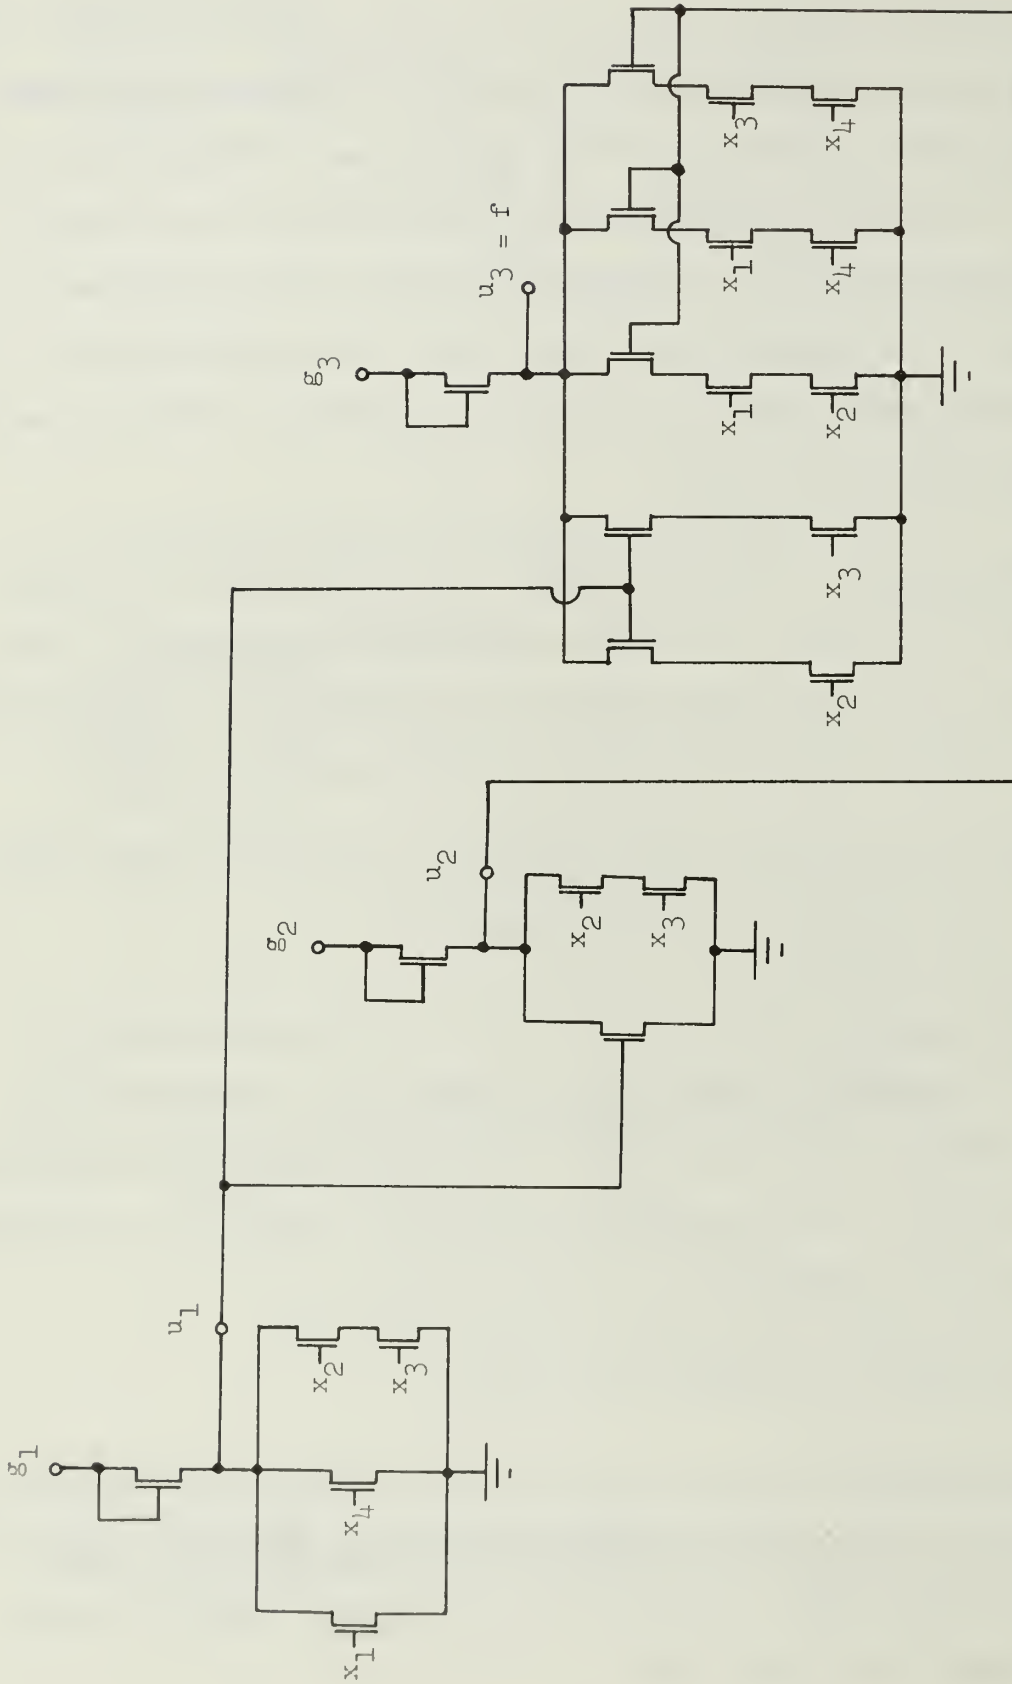 g₁
u₁
x₁
x₄
x₂
x₃
g₂
u₂
x₂
x₃
g₃
u₃ = f
x₁
x₁
x₃
x₂
x₃
x₂
x₄
x₄